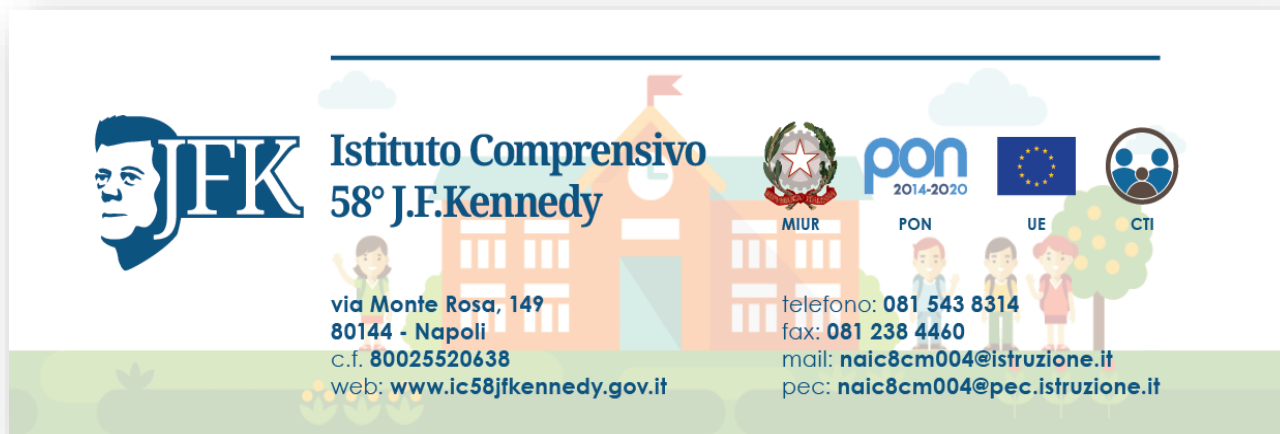 JFK
Istituto Comprensivo
58° J.F.Kennedy
pon
2014-2020
MIUR
PON
UE
CTI
via Monte Rosa, 149
80144 - Napoli
c.f. 80025520638
web: www.ic58jfkennedy.gov.it
telefono: 081 543 8314
fax: 081 238 4460
mail: naic8cm004@istruzione.it
pec: naic8cm004@pec.istruzione.it